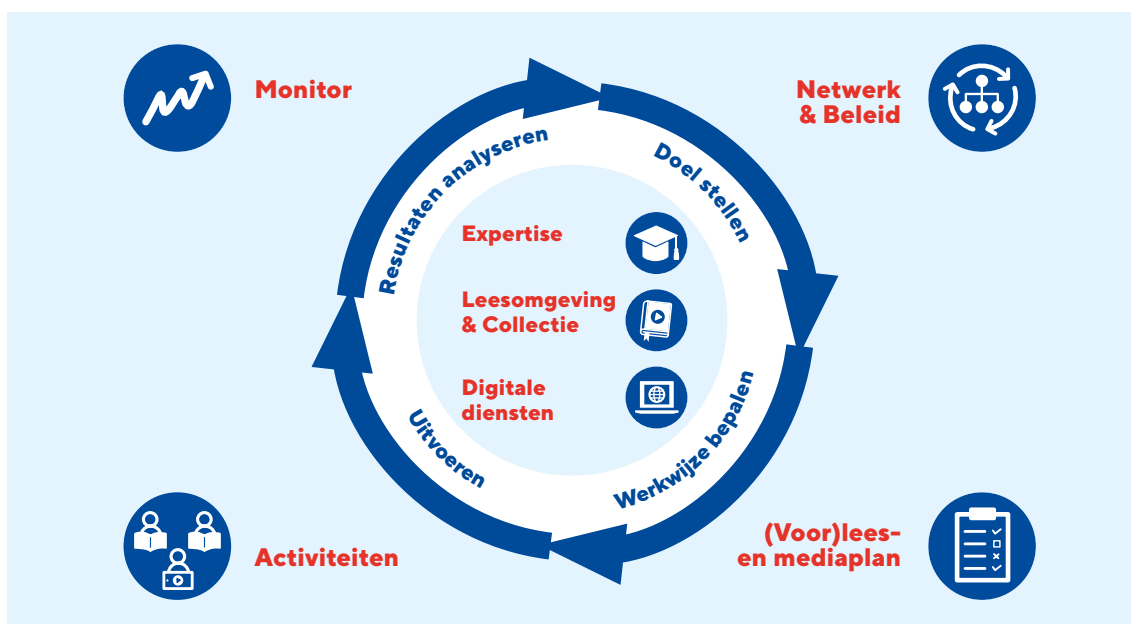 Monitor
Netwerk
& Beleid
Resultaten analyseren
Doel stellen
Expertise
Leesomgeving
& Collectie
Digitale
diensten
Uitvoeren
Werkwijze bepalen
Activiteiten
(Voor)lees-
en mediaplan